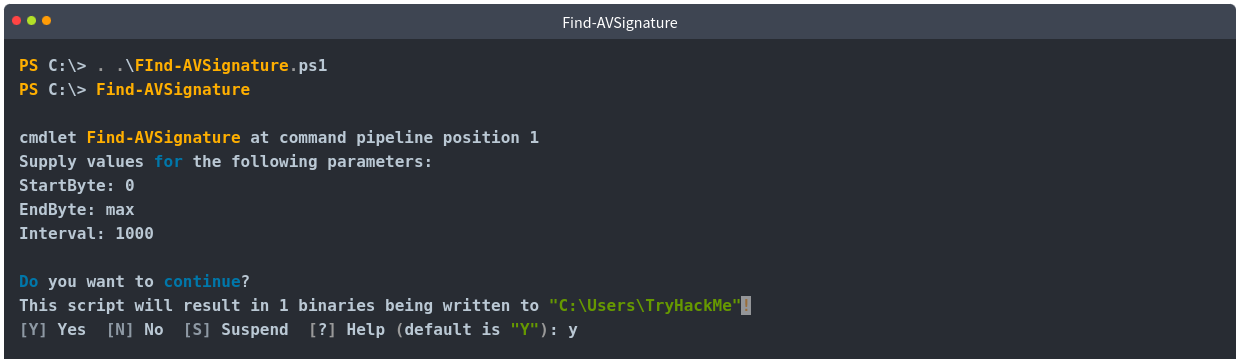 Find-AVSignature
PS C:\> . .\FInd-AVSignature.ps1
PS C:\> Find-AVSignature
cmdlet Find-AVSignature at command pipeline position 1
Supply values for the following parameters:
StartByte: 0
EndByte: max
Interval: 1000
Do you want to continue?
This script will result in 1 binaries being written to "C:\Users\TryHackMe"!
[Y] Yes  [N] No  [S] Suspend  [?] Help (default is "Y"): y